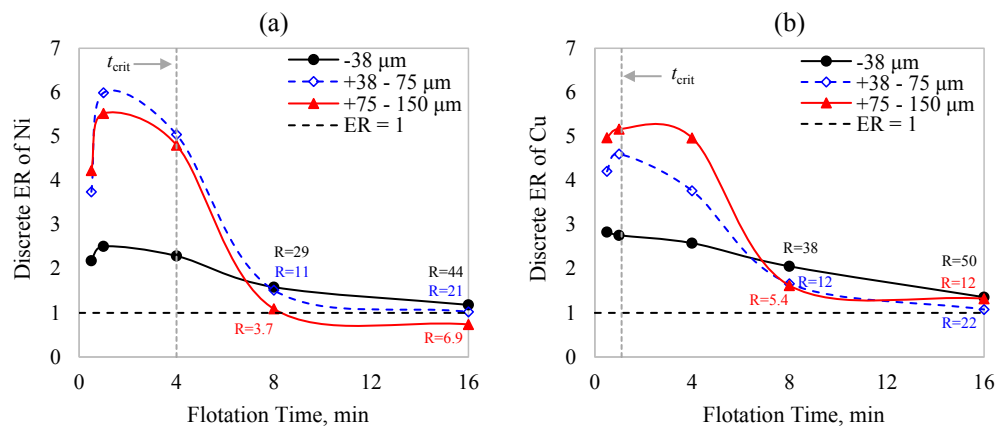 (a)
Discrete ER of Ni
7
6
5
4
3
2
1
0
t_crit
-38 μm
+38 - 75 μm
+75 - 150 μm
ER = 1
R=29
R=11
R=3.7
R=44
R=21
R=6.9
0 4 8 12 16
Flotation Time, min
(b)
Discrete ER of Cu
7
6
5
4
3
2
1
0
t_crit
-38 μm
+38 - 75 μm
+75 - 150 μm
ER = 1
R=38
R=12
R=5.4
R=50
R=12
R=22
0 4 8 12 16
Flotation Time, min